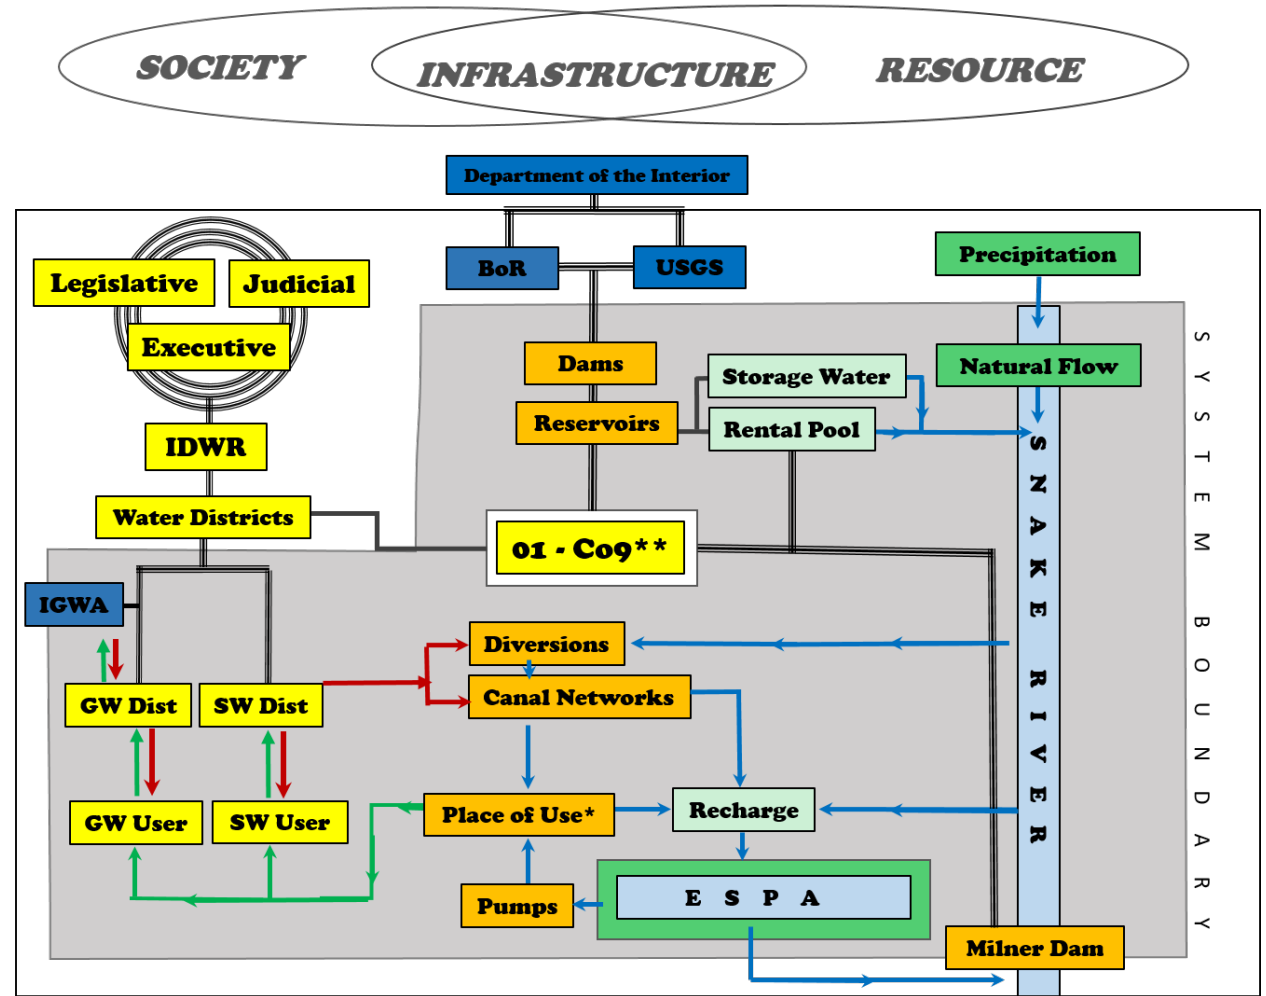 SOCIETY
INFRASTRUCTURE
RESOURCE
Department of the Interior
BoR
USGS
Precipitation
Legislative
Judicial
Executive
Dams
Natural Flow
Storage Water
Reservoirs
Rental Pool
IDWR
Water Districts
01 - C09**
IGWA
Diversions
GW Dist
SW Dist
Canal Networks
GW User
SW User
Place of Use*
Recharge
Pumps
E S P A
Milner Dam
SNAKE RIVER
SYSTEM BOUNDARY